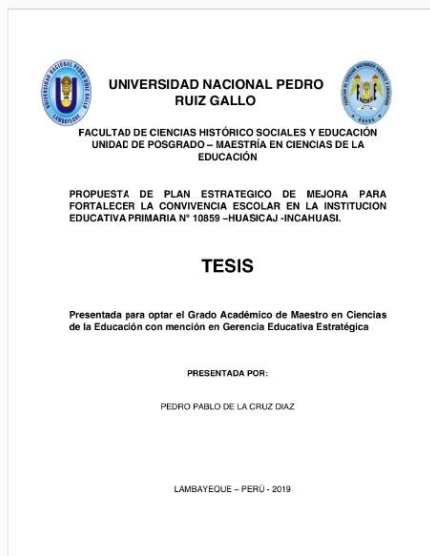 UNIVERSIDAD NACIONAL PEDRO
RUIZ GALLO
FACULTAD DE CIENCIAS HISTÓRICO SOCIALES Y EDUCACIÓN
UNIDAD DE POSGRADO – MAESTRÍA EN CIENCIAS DE LA
EDUCACIÓN
PROPUESTA DE PLAN ESTRATEGICO DE MEJORA PARA
FORTALECER LA CONVIVENCIA ESCOLAR EN LA INSTITUCION
EDUCATIVA PRIMARIA N° 10859 –HUASICAJ -INCAHUASI.
TESIS
Presentada para optar el Grado Académico de Maestro en Ciencias
de la Educación con mención en Gerencia Educativa Estratégica
PRESENTADA POR:
PEDRO PABLO DE LA CRUZ DIAZ
LAMBAYEQUE – PERÚ - 2019